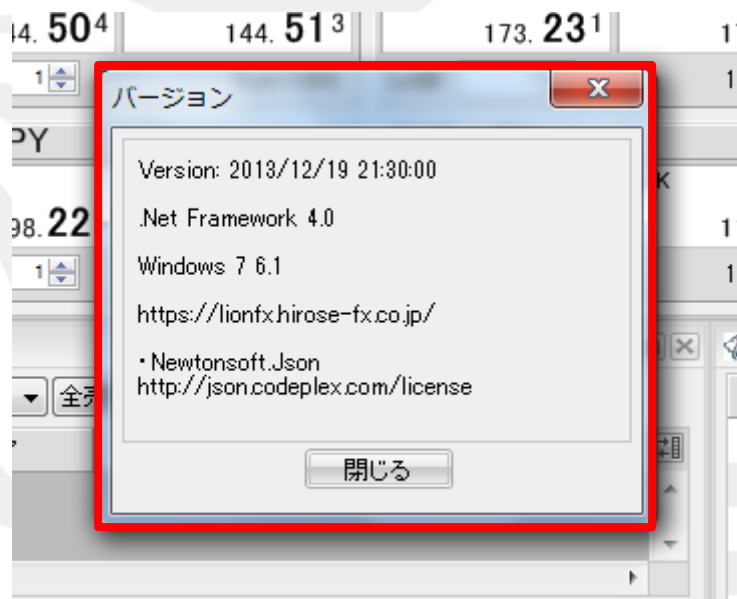 44. 504
144. 513
173. 231
1
バージョン
PY
Version: 2013/12/19 21:30:00
K
.Net Framework 4.0
98. 22
1
Windows 7 6.1
https://lionfx.hirose-fx.co.jp/
・Newtonsoft.Json
http://json.codeplex.com/license
全売
閉じる